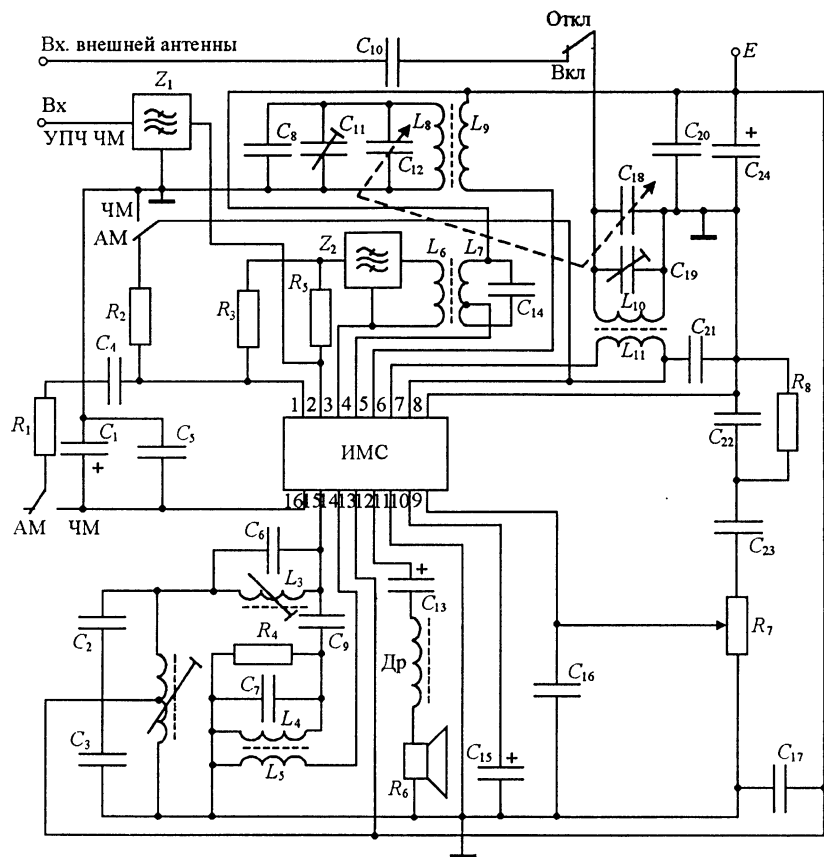 Откл
Вх. внешней антенны
C10
Вкл
E
Z1
Вх
УПЧ ЧМ
C8
C11
L8
L9
C12
C18
C20
+
C24
ЧМ
АМ
Z2
L6
L7
C19
R2
R3
R5
C14
L10
L11
C21
C4
R8
R1
C1
+
C5
1 2 3 4 5 6 7 8
C22
ИМС
16 15 14 13 12 11 10 9
АМ
ЧМ
C6
L3
+
C13
C23
C2
R4
C9
R7
Др
C16
C7
L4
C3
L5
R6
C15
+
C17